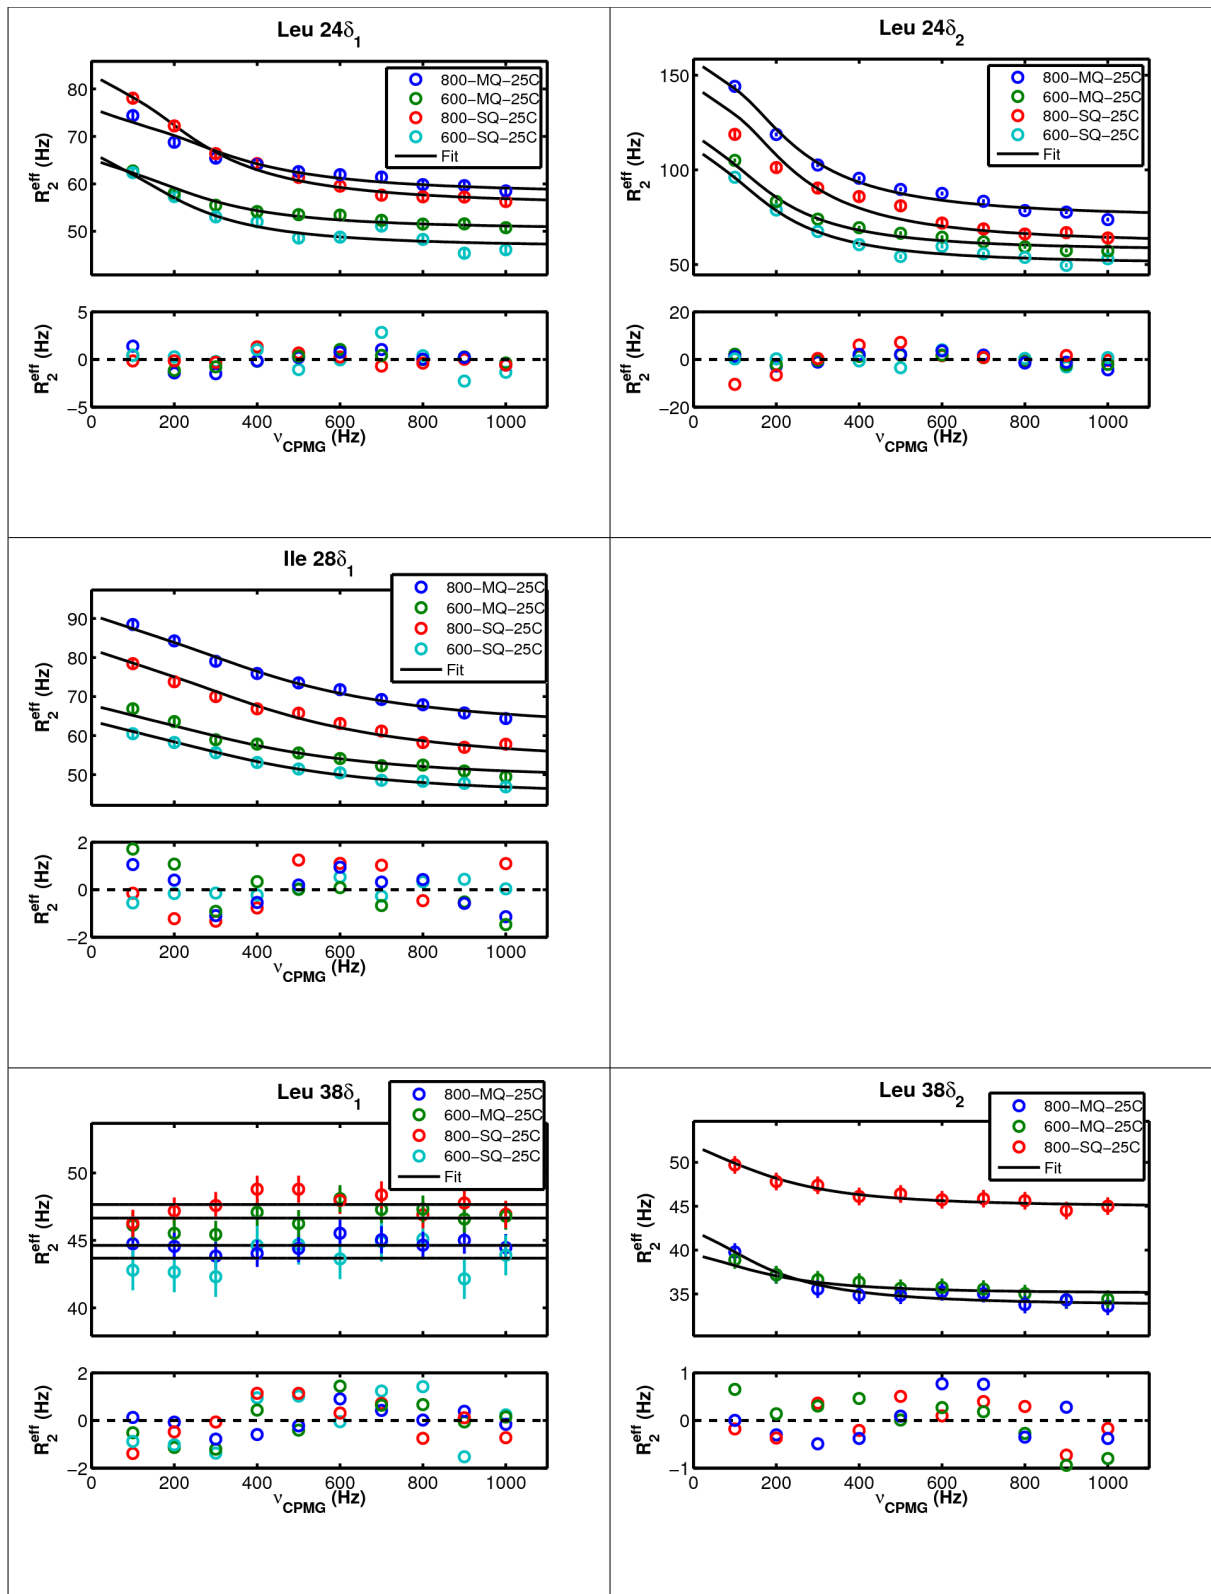 Leu 24δ1
80
70
60
50
R2eff (Hz)
800-MQ-25C
600-MQ-25C
800-SQ-25C
600-SQ-25C
Fit
5
0
-5
R2eff (Hz)
0 200 400 600 800 1000
νCPMG (Hz)
Leu 24δ2
150
100
50
R2eff (Hz)
800-MQ-25C
600-MQ-25C
800-SQ-25C
600-SQ-25C
Fit
20
0
-20
R2eff (Hz)
0 200 400 600 800 1000
νCPMG (Hz)
Ile 28δ1
90
80
70
60
50
R2eff (Hz)
800-MQ-25C
600-MQ-25C
800-SQ-25C
600-SQ-25C
Fit
2
0
-2
R2eff (Hz)
0 200 400 600 800 1000
νCPMG (Hz)
Leu 38δ1
50
45
40
R2eff (Hz)
800-MQ-25C
600-MQ-25C
800-SQ-25C
600-SQ-25C
Fit
2
0
-2
R2eff (Hz)
0 200 400 600 800 1000
νCPMG (Hz)
Leu 38δ2
50
45
40
35
R2eff (Hz)
800-MQ-25C
600-MQ-25C
800-SQ-25C
Fit
1
0
-1
R2eff (Hz)
0 200 400 600 800 1000
νCPMG (Hz)